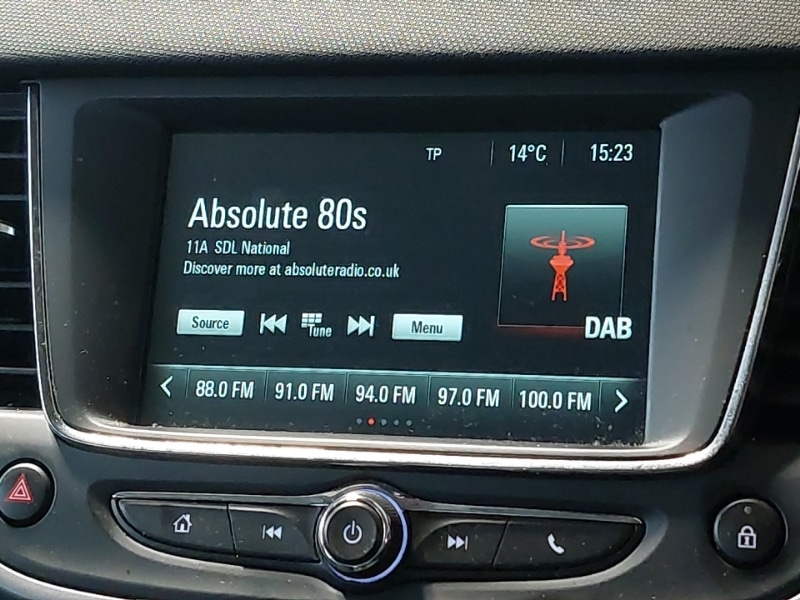 TP 14°C 15:23
Absolute 80s
11A SDL National
Discover more at absoluteradio.co.uk
DAB
Source Tune Menu
88.0 FM 91.0 FM 94.0 FM 97.0 FM 100.0 FM